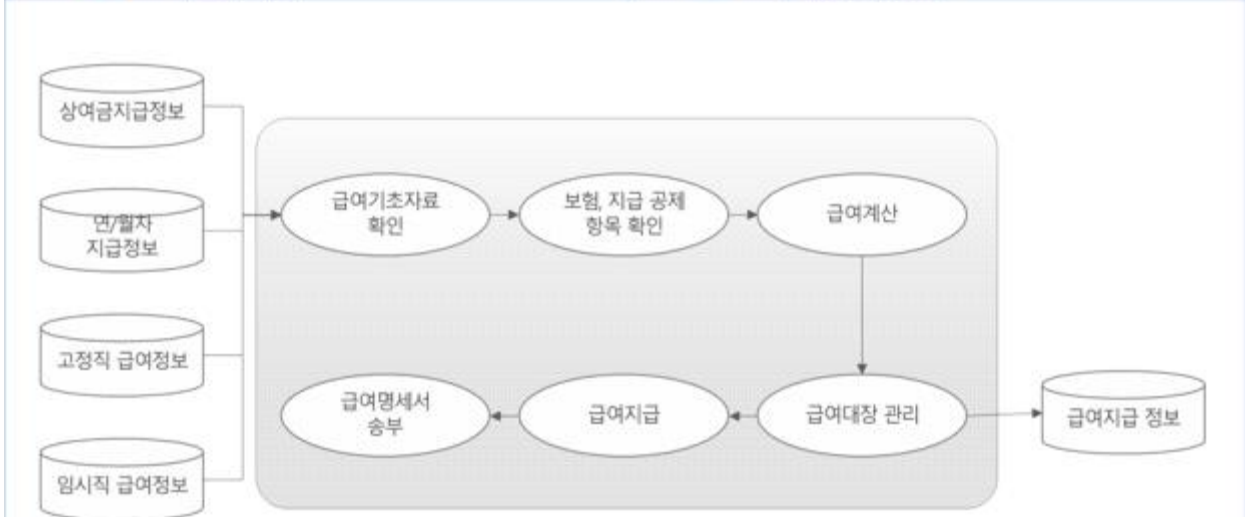 상여금지급정보
연/월차
지급정보
고정직 급여정보
임시직 급여정보
급여기초자료
확인
보험, 지급 공제
항목 확인
급여계산
급여명세서
송부
급여지급
급여대장 관리
급여지급 정보